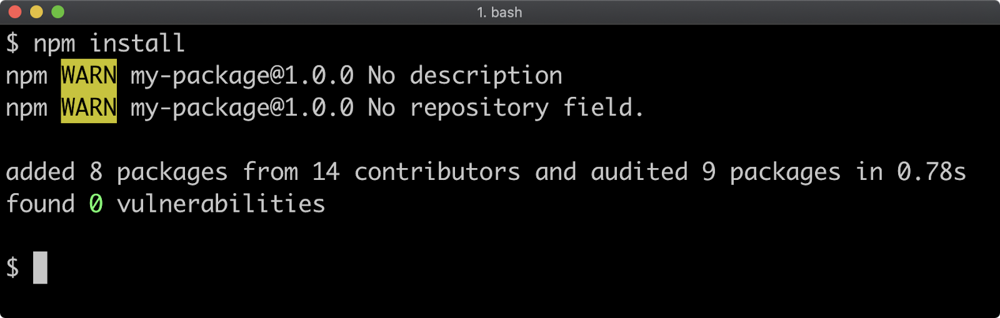 1. bash
$ npm install
npm WARN my-package@1.0.0 No description
npm WARN my-package@1.0.0 No repository field.
added 8 packages from 14 contributors and audited 9 packages in 0.78s
found 0 vulnerabilities
$